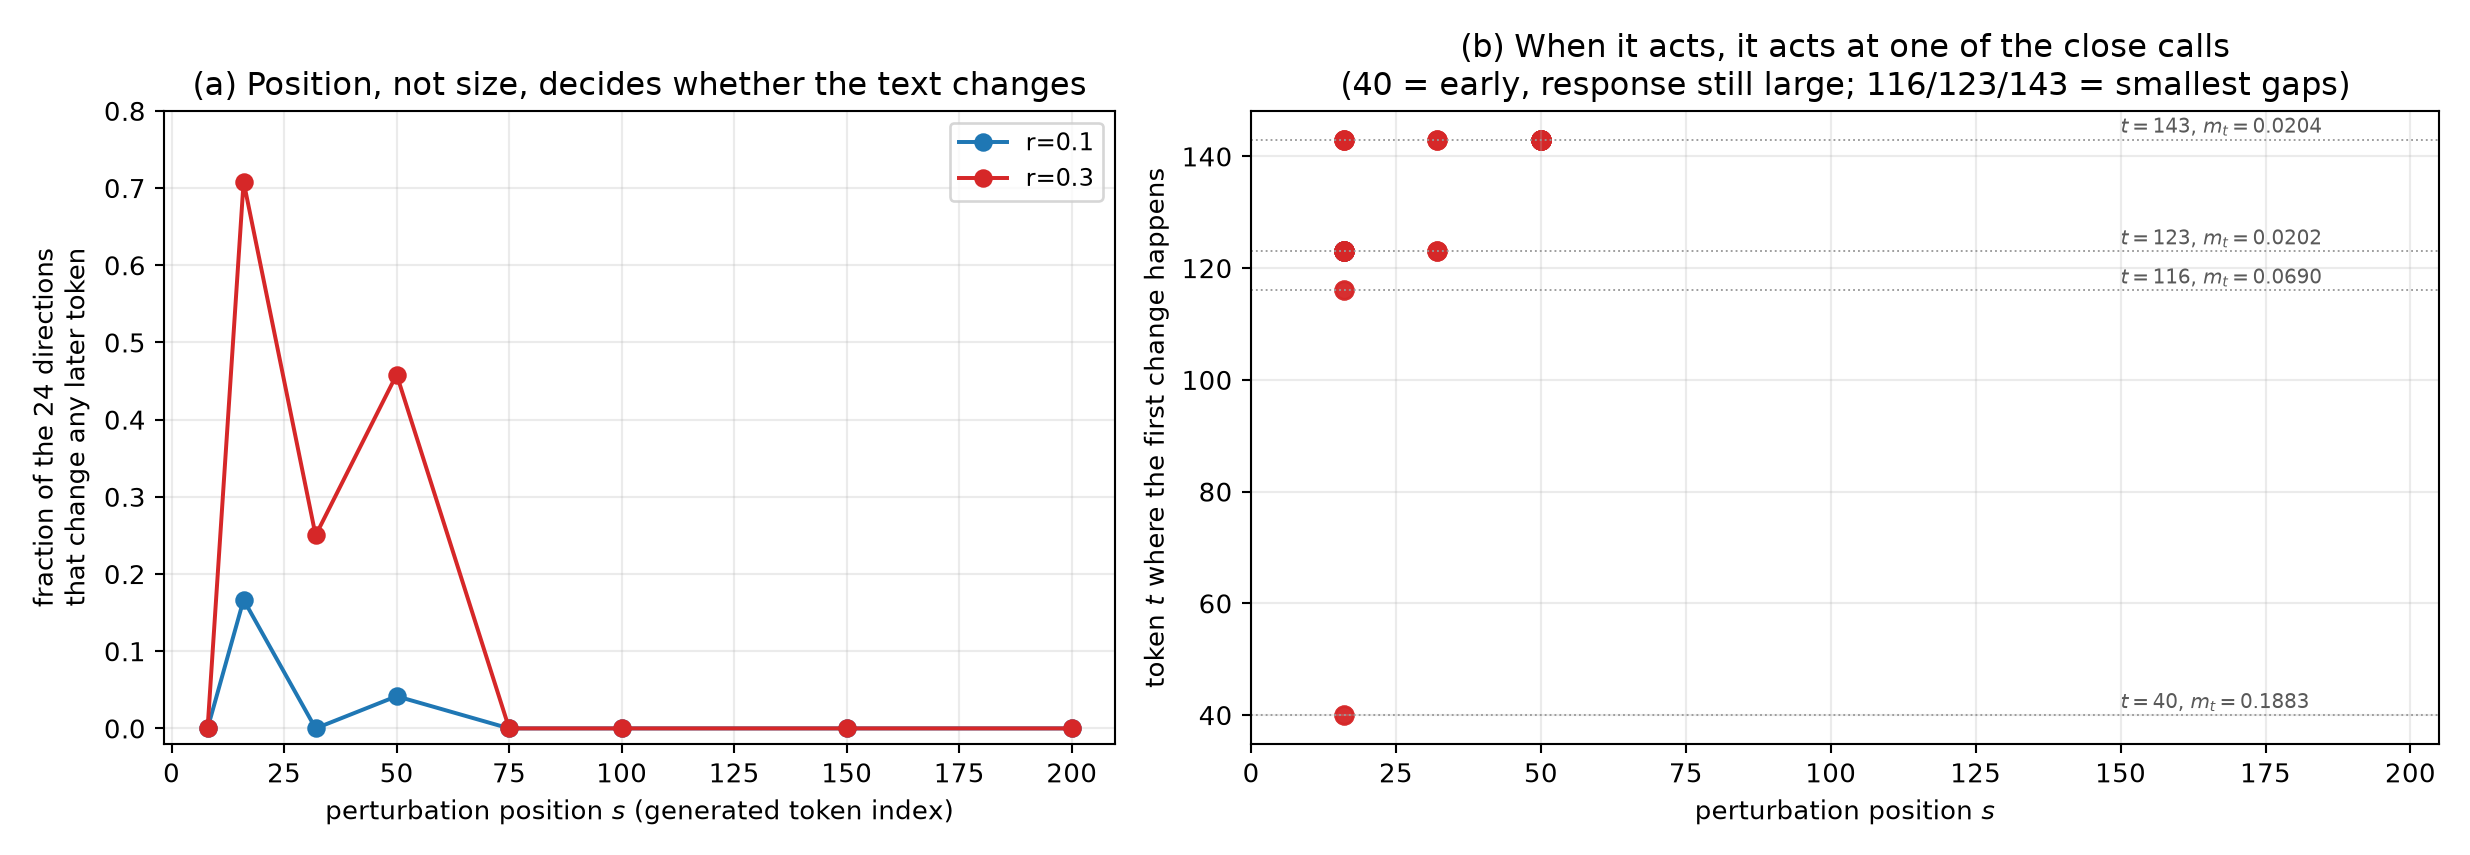 (a) Position, not size, decides whether the text changes
fraction of the 24 directions
that change any later token
0.8
0.7
0.6
0.5
0.4
0.3
0.2
0.1
0.0
r=0.1
r=0.3
0 25 50 75 100 125 150 175 200
perturbation position s (generated token index)
(b) When it acts, it acts at one of the close calls
(40 = early, response still large; 116/123/143 = smallest gaps)
token t where the first change happens
140
120
100
80
60
40
t = 143, mₜ = 0.0204
t = 123, mₜ = 0.0202
t = 116, mₜ = 0.0690
t = 40, mₜ = 0.1883
0 25 50 75 100 125 150 175 200
perturbation position s